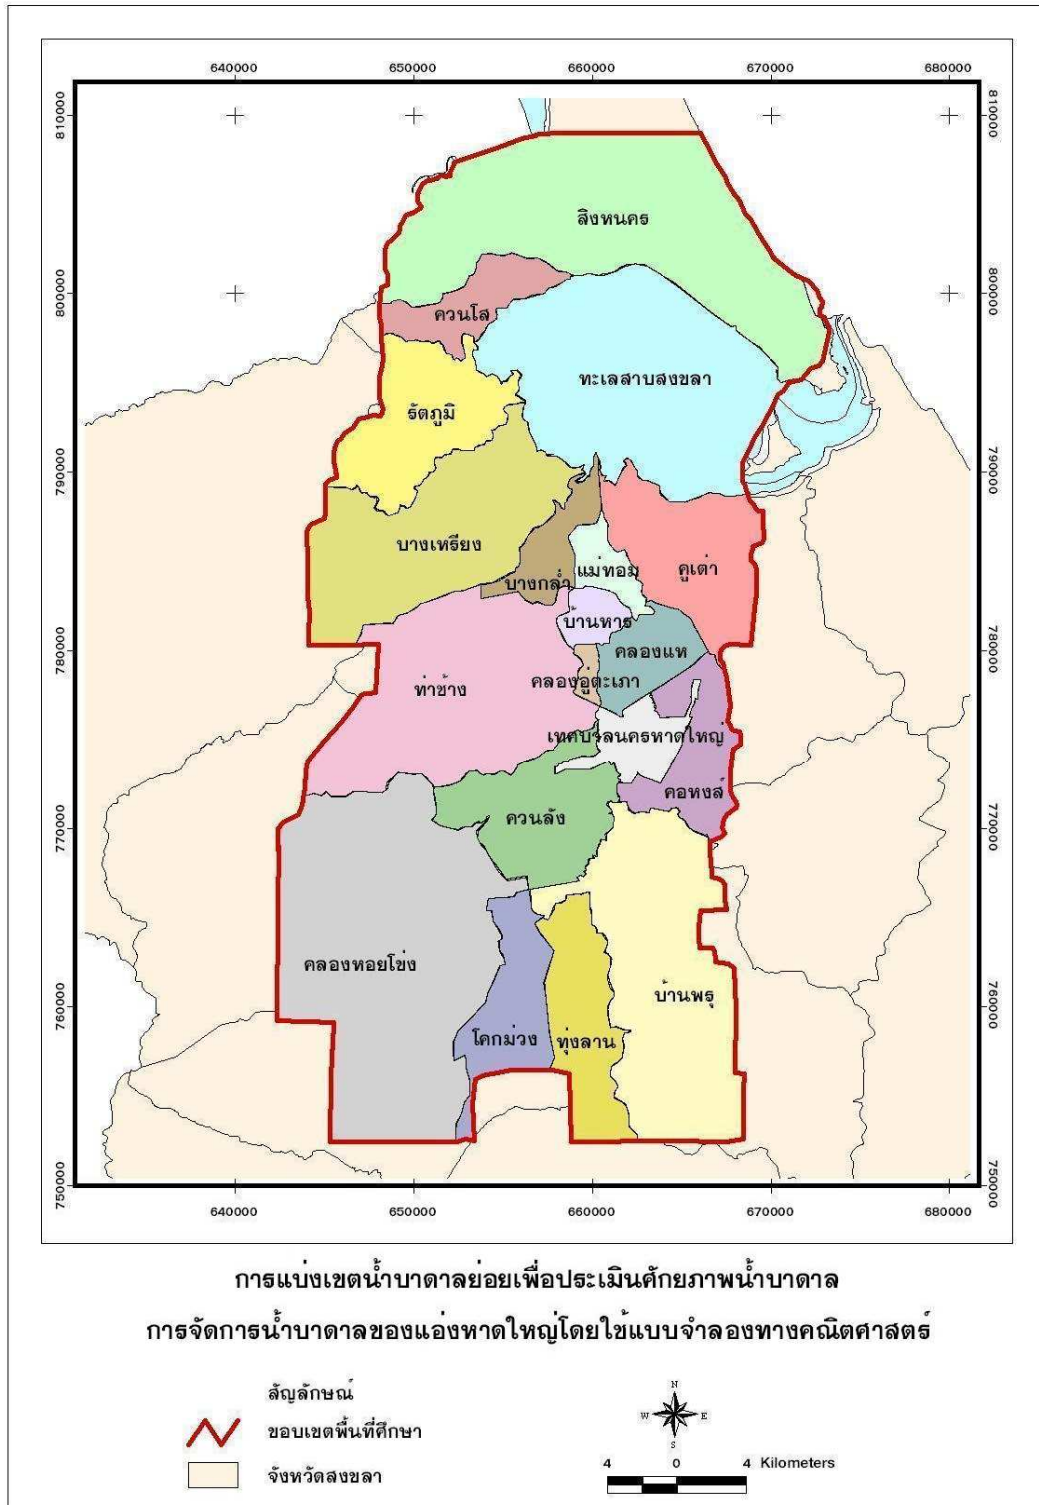 640000 650000 660000 670000 680000
810000 810000
สิงหนคร
800000 800000
ควนโส
ทะเลสาบสงขลา
รัตภูมิ
790000 790000
บางเหรียง
แม่ทอม คูเต่า
บางกล่ำ
บ้านหาร
780000 คลองแห 780000
คลองอู่ตะเภา
ท่าช้าง
เทศบาลนครหาดใหญ่
คอหงส์
ควนลัง
770000 770000
คลองหอยโข่ง
บ้านพรุ
760000 760000
โคกม่วง ทุ่งลาน
750000 750000
640000 650000 660000 670000 680000
การแบ่งเขตน้ำบาดาลย่อยเพื่อประเมินศักยภาพน้ำบาดาล
การจัดการน้ำบาดาลของแอ่งหาดใหญ่โดยใช้แบบจำลองทางคณิตศาสตร์
สัญลักษณ์
ขอบเขตพื้นที่ศึกษา
จังหวัดสงขลา
N
W E
S
4 0 4 Kilometers